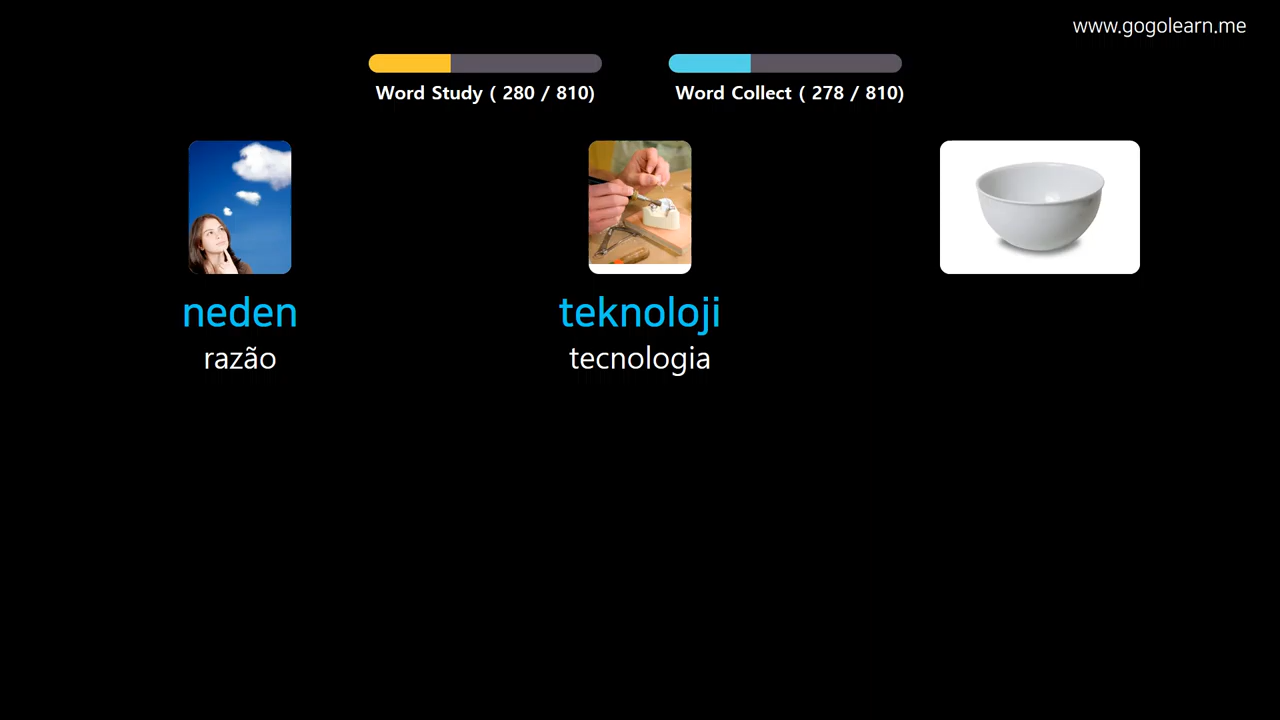 www.gogolearn.me
Word Study ( 280 / 810)
Word Collect ( 278 / 810)
neden
razão
teknoloji
tecnologia